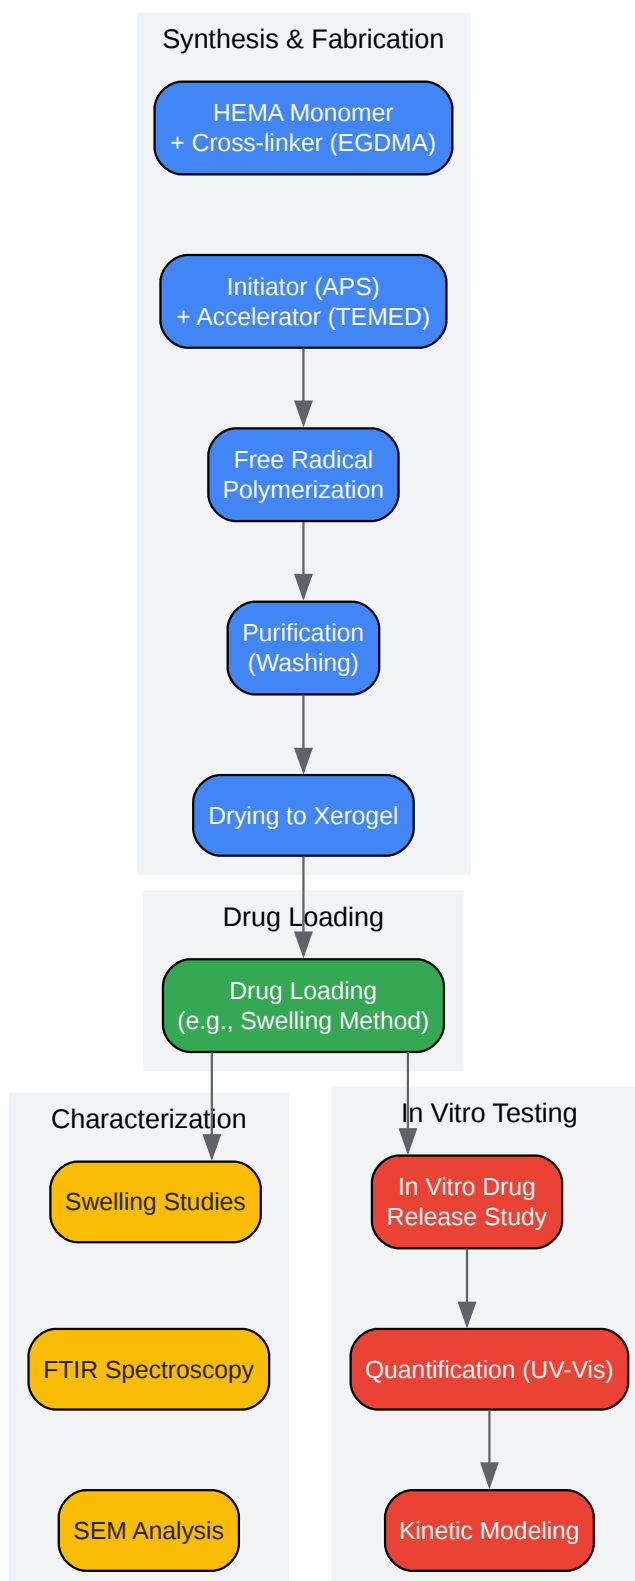 Synthesis & Fabrication
HEMA Monomer
+ Cross-linker (EGDMA)
Initiator (APS)
+ Accelerator (TEMED)
Free Radical
Polymerization
Purification
(Washing)
Drying to Xerogel
Drug Loading
Drug Loading
(e.g., Swelling Method)
Characterization
Swelling Studies
FTIR Spectroscopy
SEM Analysis
In Vitro Testing
In Vitro Drug
Release Study
Quantification (UV-Vis)
Kinetic Modeling